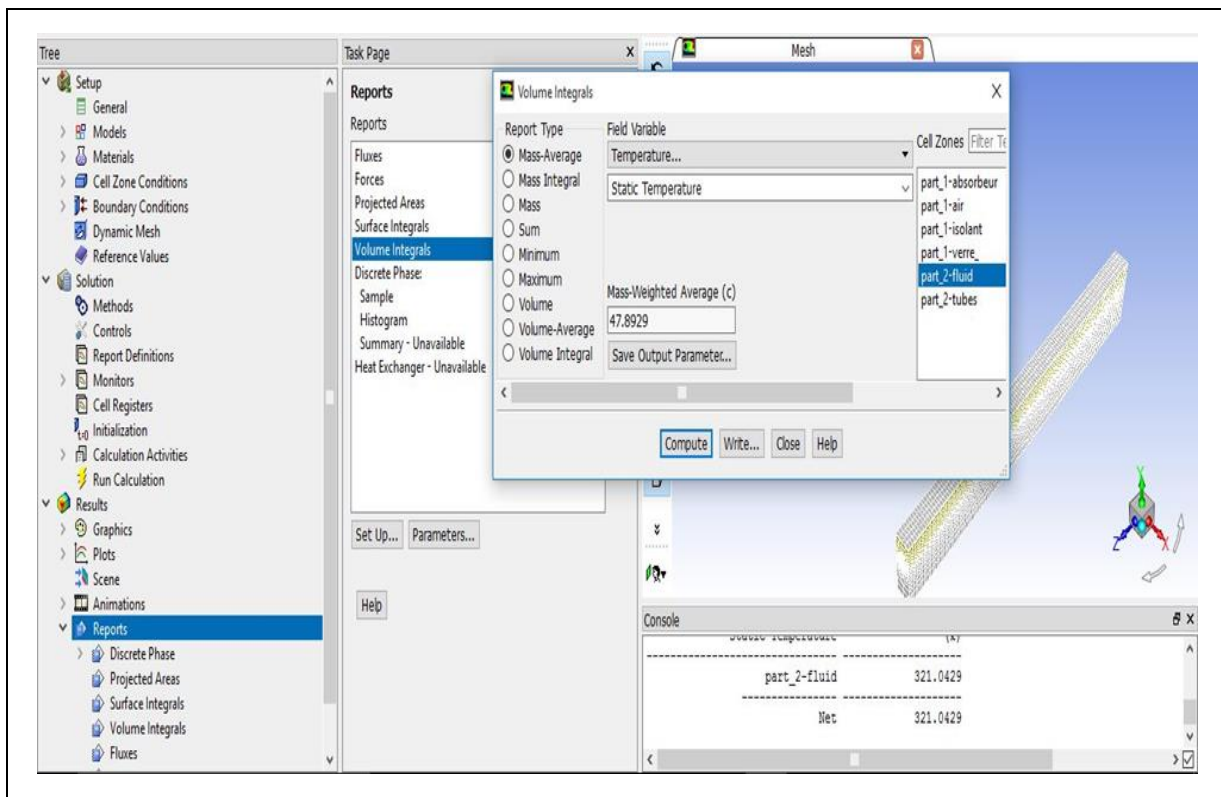 Tree
Setup
General
Models
Materials
Cell Zone Conditions
Boundary Conditions
Dynamic Mesh
Reference Values
Solution
Methods
Controls
Report Definitions
Monitors
Cell Registers
t=0 Initialization
Calculation Activities
Run Calculation
Results
Graphics
Plots
Scene
Animations
Reports
Discrete Phase
Projected Areas
Surface Integrals
Volume Integrals
Fluxes
Task Page X
Reports
Reports
Fluxes
Forces
Projected Areas
Surface Integrals
Volume Integrals
Discrete Phase:
Sample
Histogram
Summary - Unavailable
Heat Exchanger - Unavailable
Set Up... Parameters...
Help
Mesh
Volume Integrals X
Report Type
Mass-Average
Mass Integral
Mass
Sum
Minimum
Maximum
Volume
Volume-Average
Volume Integral
Field Variable
Temperature...
Static Temperature
Mass-Weighted Average (c)
47.8929
Save Output Parameter...
Cell Zones Filter Te
part_1-absorbeur
part_1-air
part_1-isolant
part_1-verre_
part_2-fluid
part_2-tubes
Compute Write... Close Help
Y
Z X
Console
Static Temperature (k)
-------------------------------- --------------------
part_2-fluid 321.0429
---------------- --------------------
Net 321.0429